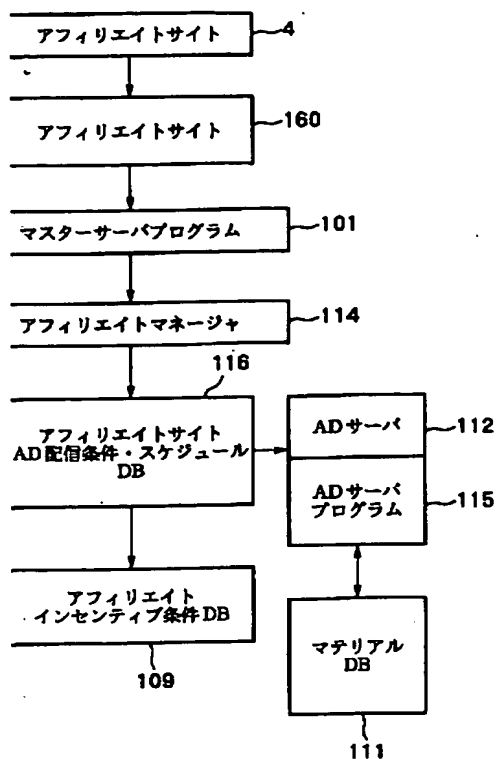 アフィリエイトサイト
4
アフィリエイトサイト
160
マスターサーバプログラム
101
アフィリエイトマネージャ
114
116
アフィリエイトサイト
AD配信条件・スケジュール
DB
ADサーバ
112
ADサーバ
プログラム
115
アフィリエイト
インセンティブ条件DB
109
マテリアル
DB
111